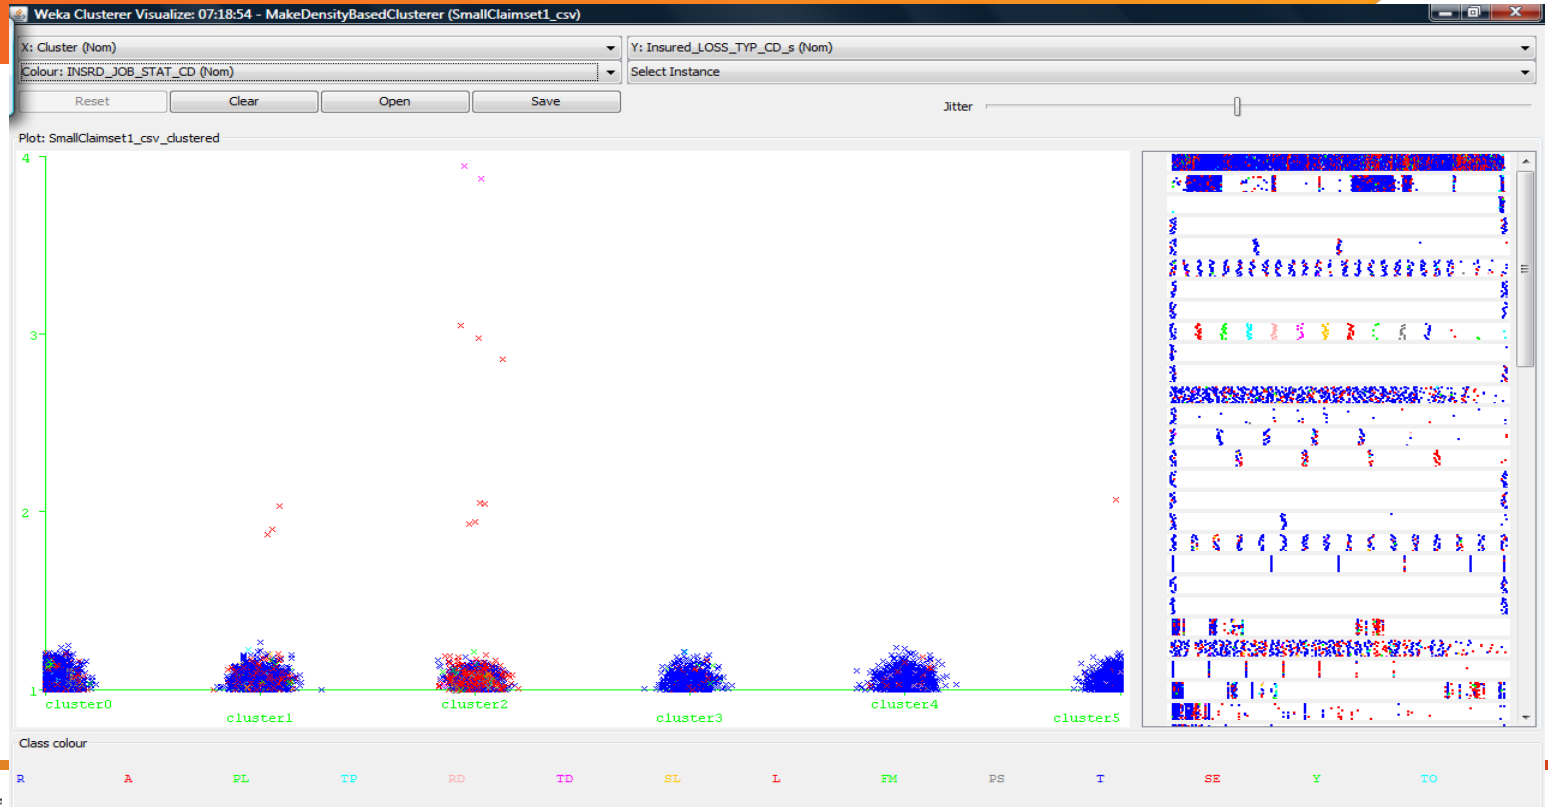 Weka Clusterer Visualize: 07:18:54 - MakeDensityBasedClusterer (SmallClaimset1_csv)
X: Cluster (Nom) Y: Insured_LOSS_TYP_CD_s (Nom)
Colour: INSRD_JOB_STAT_CD (Nom) Select Instance
Reset Clear Open Save Jitter
Plot: SmallClaimset1_csv_clustered
4
3
2
1
cluster0 cluster2 cluster4
cluster1 cluster3 cluster5
Class colour
R A PL TP RD TD SL L FM PS T SE Y TO